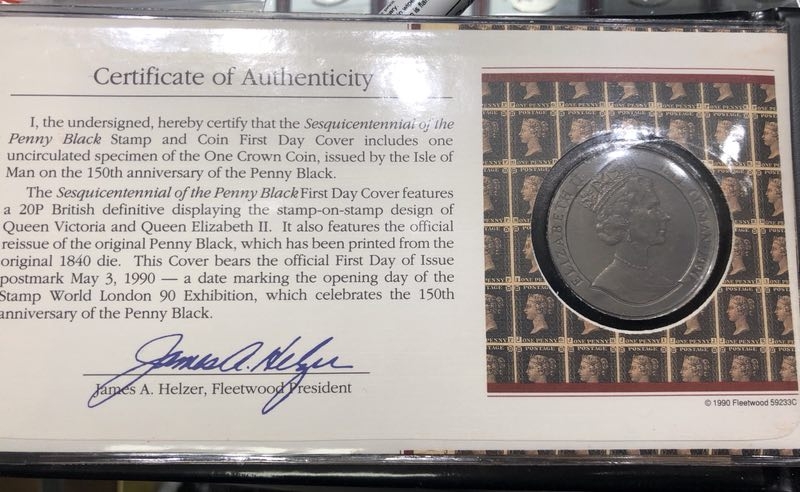 Certificate of Authenticity
I, the undersigned, hereby certify that the Sesquicentennial of the
Penny Black Stamp and Coin First Day Cover includes one
uncirculated specimen of the One Crown Coin, issued by the Isle of
Man on the 150th anniversary of the Penny Black.
The Sesquicentennial of the Penny Black First Day Cover features
a 20P British definitive displaying the stamp-on-stamp design of
Queen Victoria and Queen Elizabeth II. It also features the official
reissue of the original Penny Black, which has been printed from the
original 1840 die. This Cover bears the official First Day of Issue
postmark May 3, 1990 — a date marking the opening day of the
Stamp World London 90 Exhibition, which celebrates the 150th
anniversary of the Penny Black.
James A. Helzer
James A. Helzer, Fleetwood President
ELIZABETH II
POSTAGE
ONE PENNY
© 1990 Fleetwood 59233C